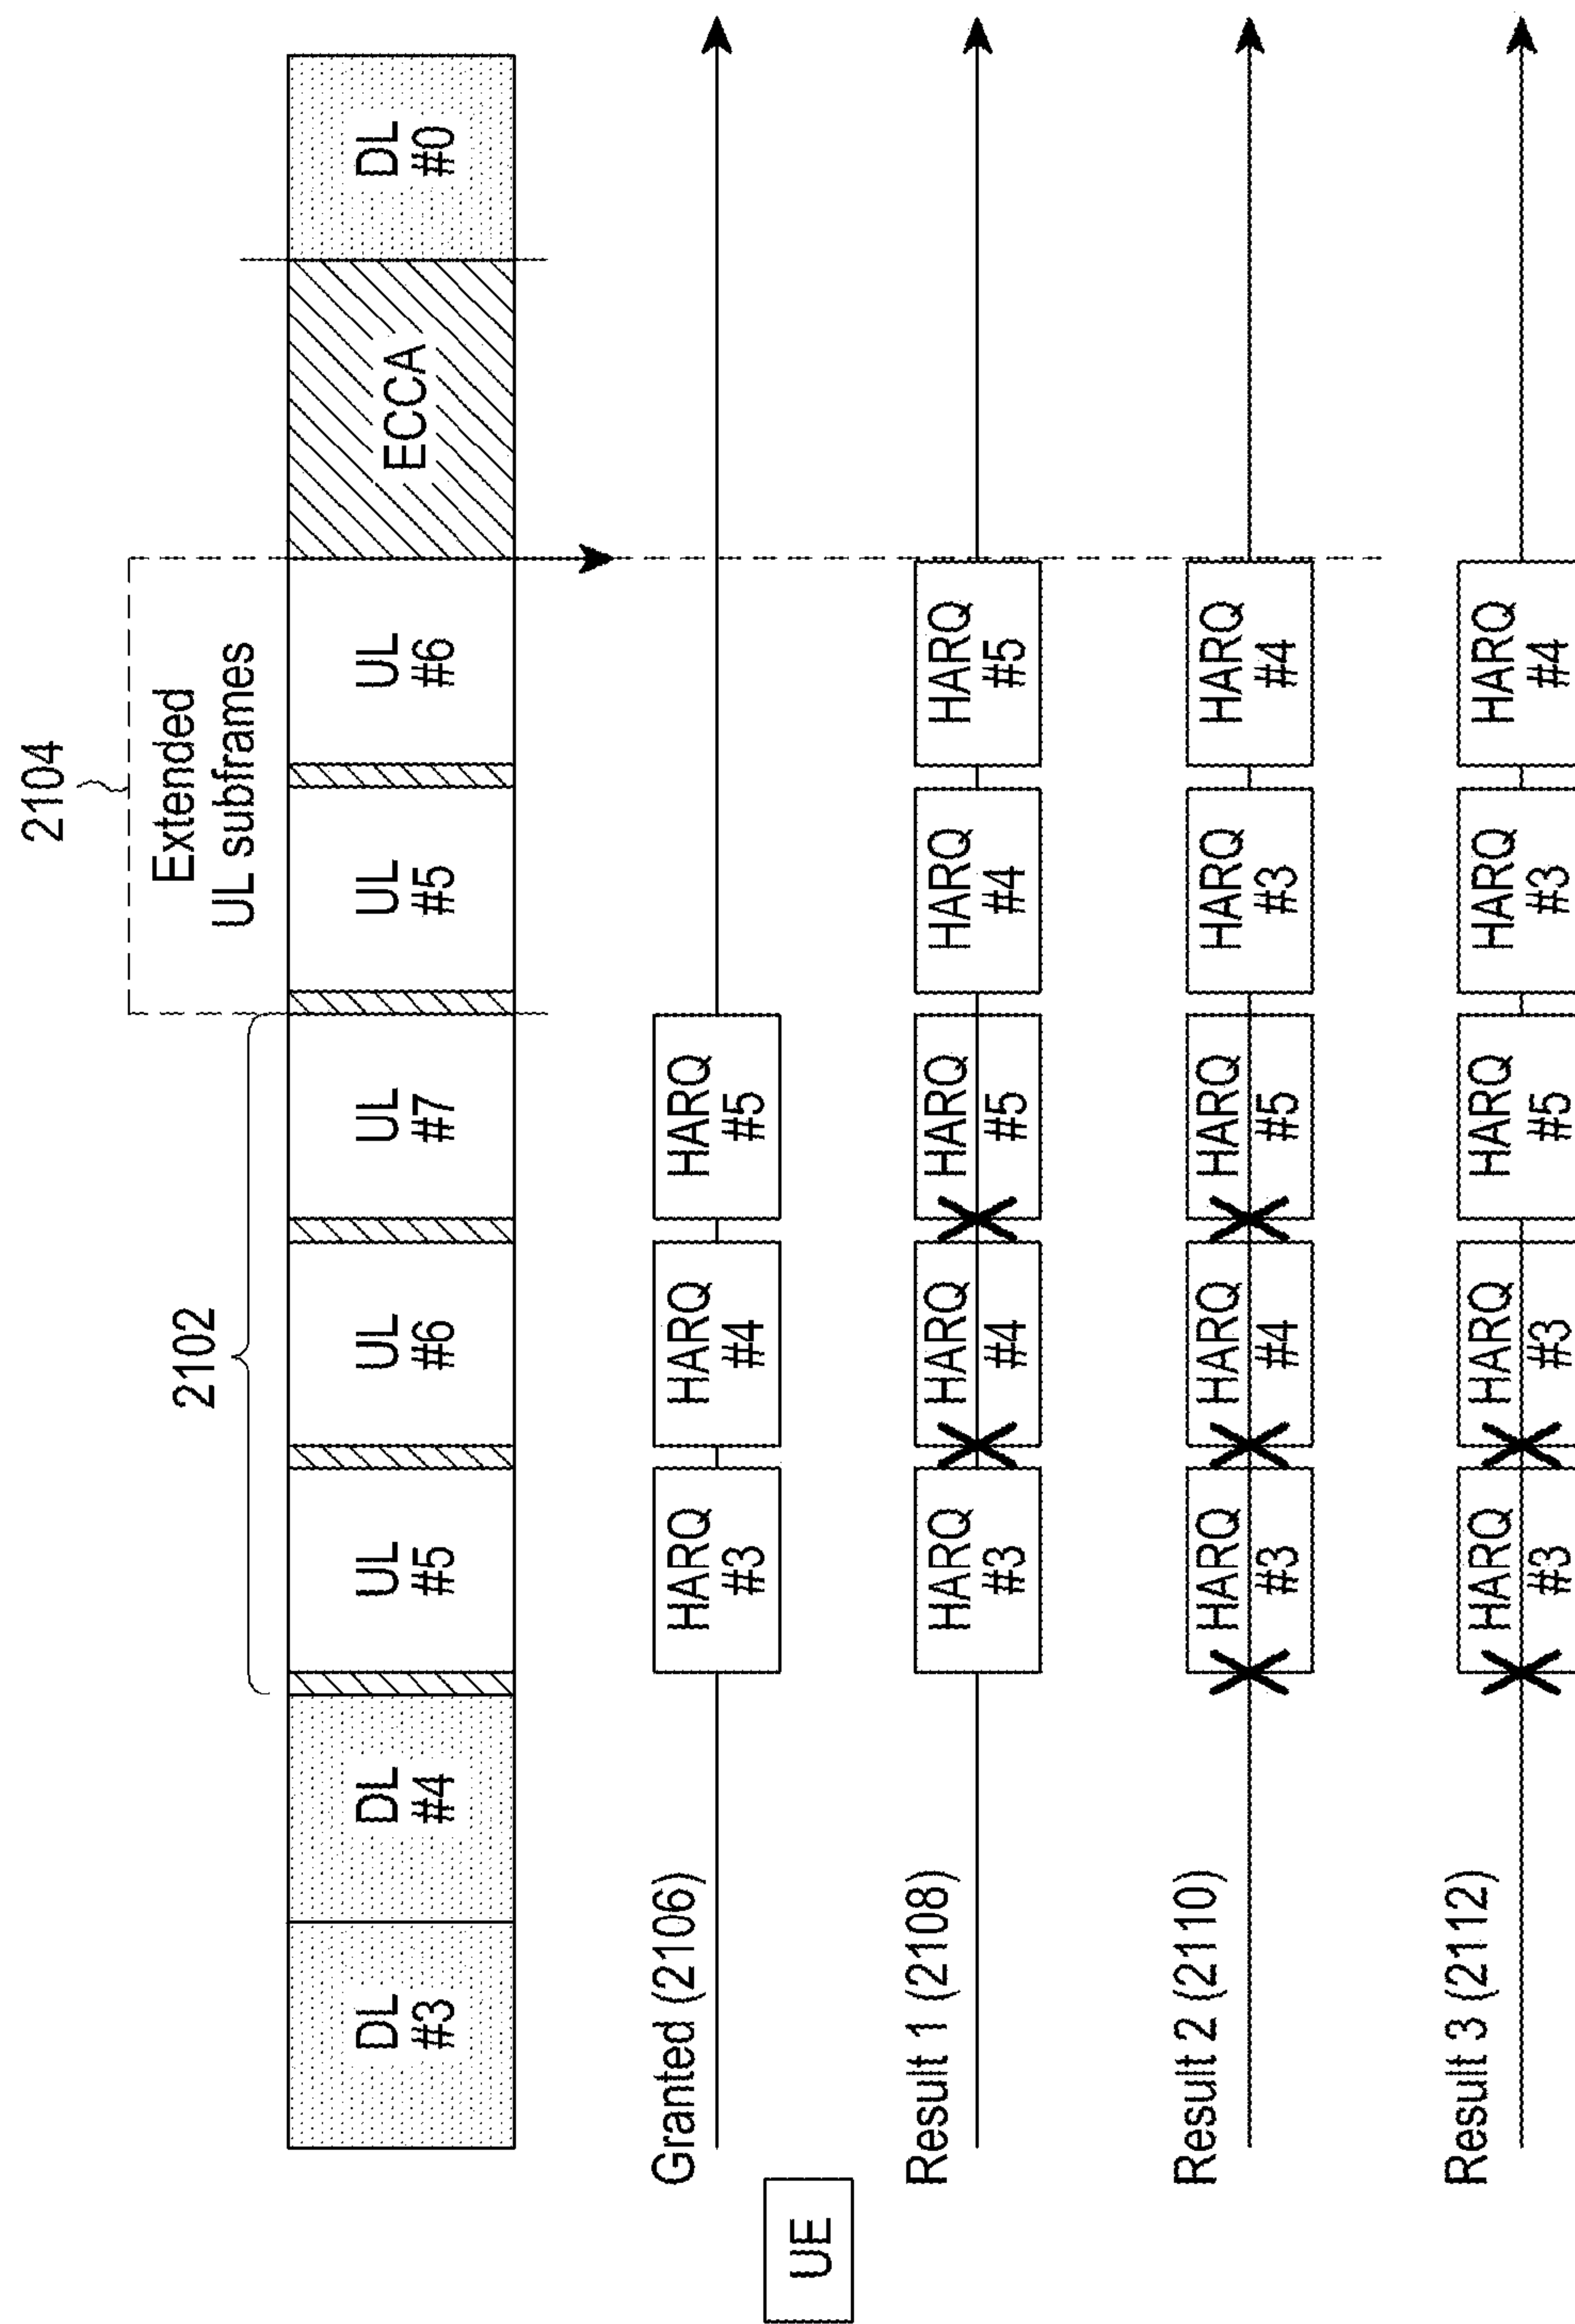 2104
Extended
UL subframes
2102
DL
#3
DL
#4
UL
#5
UL
#6
UL
#7
UL
#5
UL
#6
ECCA
DL
#0
Granted (2106)
HARQ
#3
HARQ
#4
HARQ
#5
UE
Result 1 (2108)
HARQ
#3
HARQ
#4
HARQ
#5
HARQ
#4
HARQ
#5
Result 2 (2110)
HARQ
#3
HARQ
#4
HARQ
#5
HARQ
#3
HARQ
#4
Result 3 (2112)
HARQ
#3
HARQ
#3
HARQ
#5
HARQ
#3
HARQ
#4